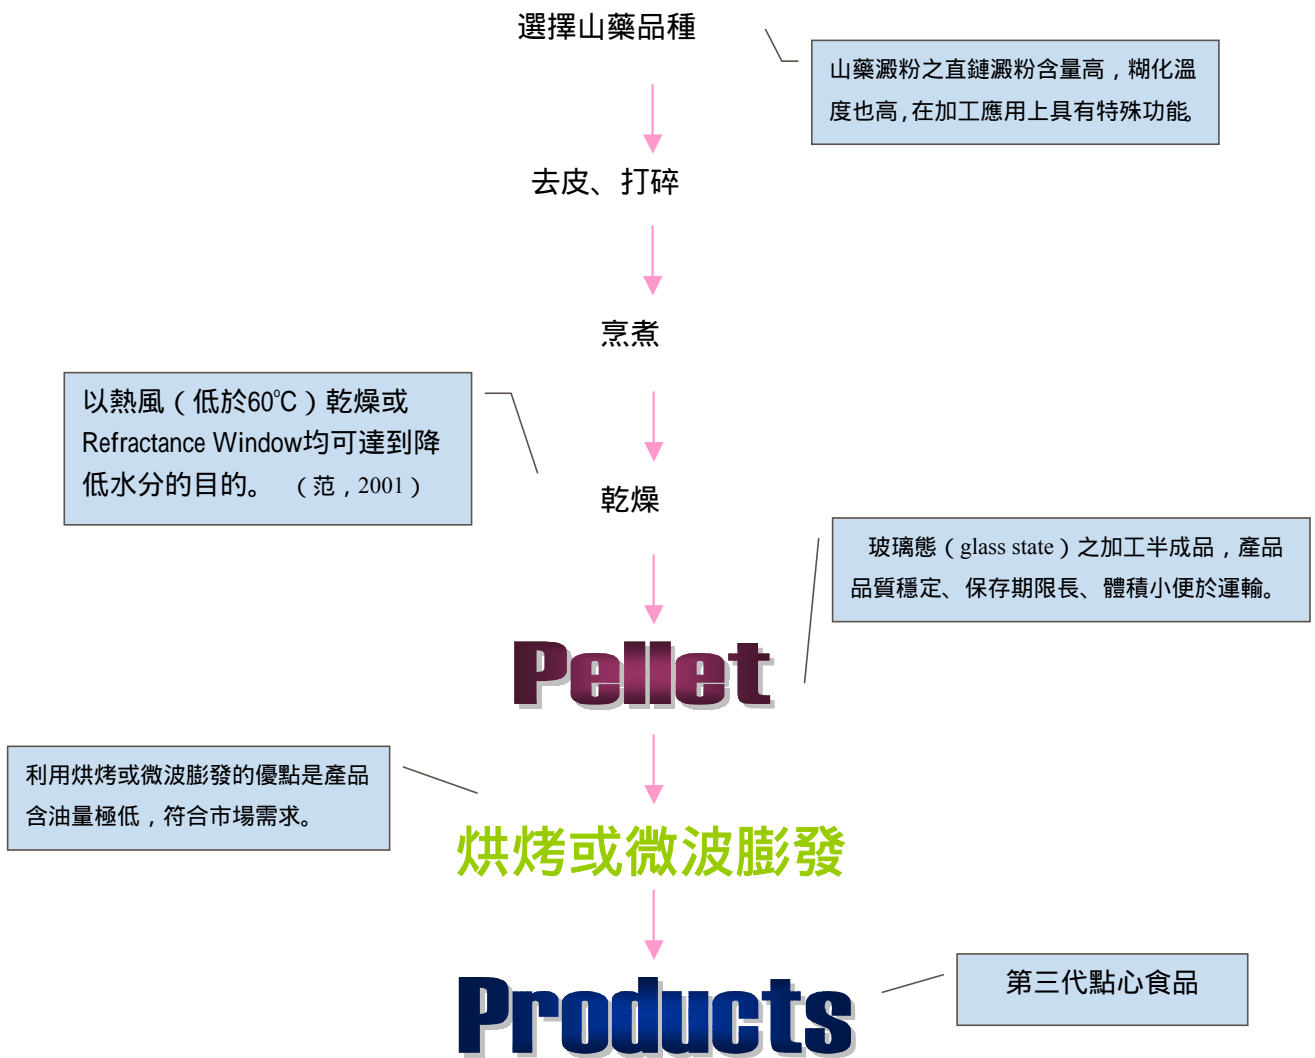 選擇山藥品種
山藥澱粉之直鏈澱粉含量高，糊化溫
度也高，在加工應用上具有特殊功能。
去皮、打碎
烹煮
以熱風（低於60°C）乾燥或
Refractance Window均可達到降
低水分的目的。 （范，2001）
乾燥
玻璃態（glass state）之加工半成品，產品
品質穩定、保存期限長、體積小便於運輸。
Pellet
利用烘烤或微波膨發的優點是產品
含油量極低，符合市場需求。
烘烤或微波膨發
第三代點心食品
Products